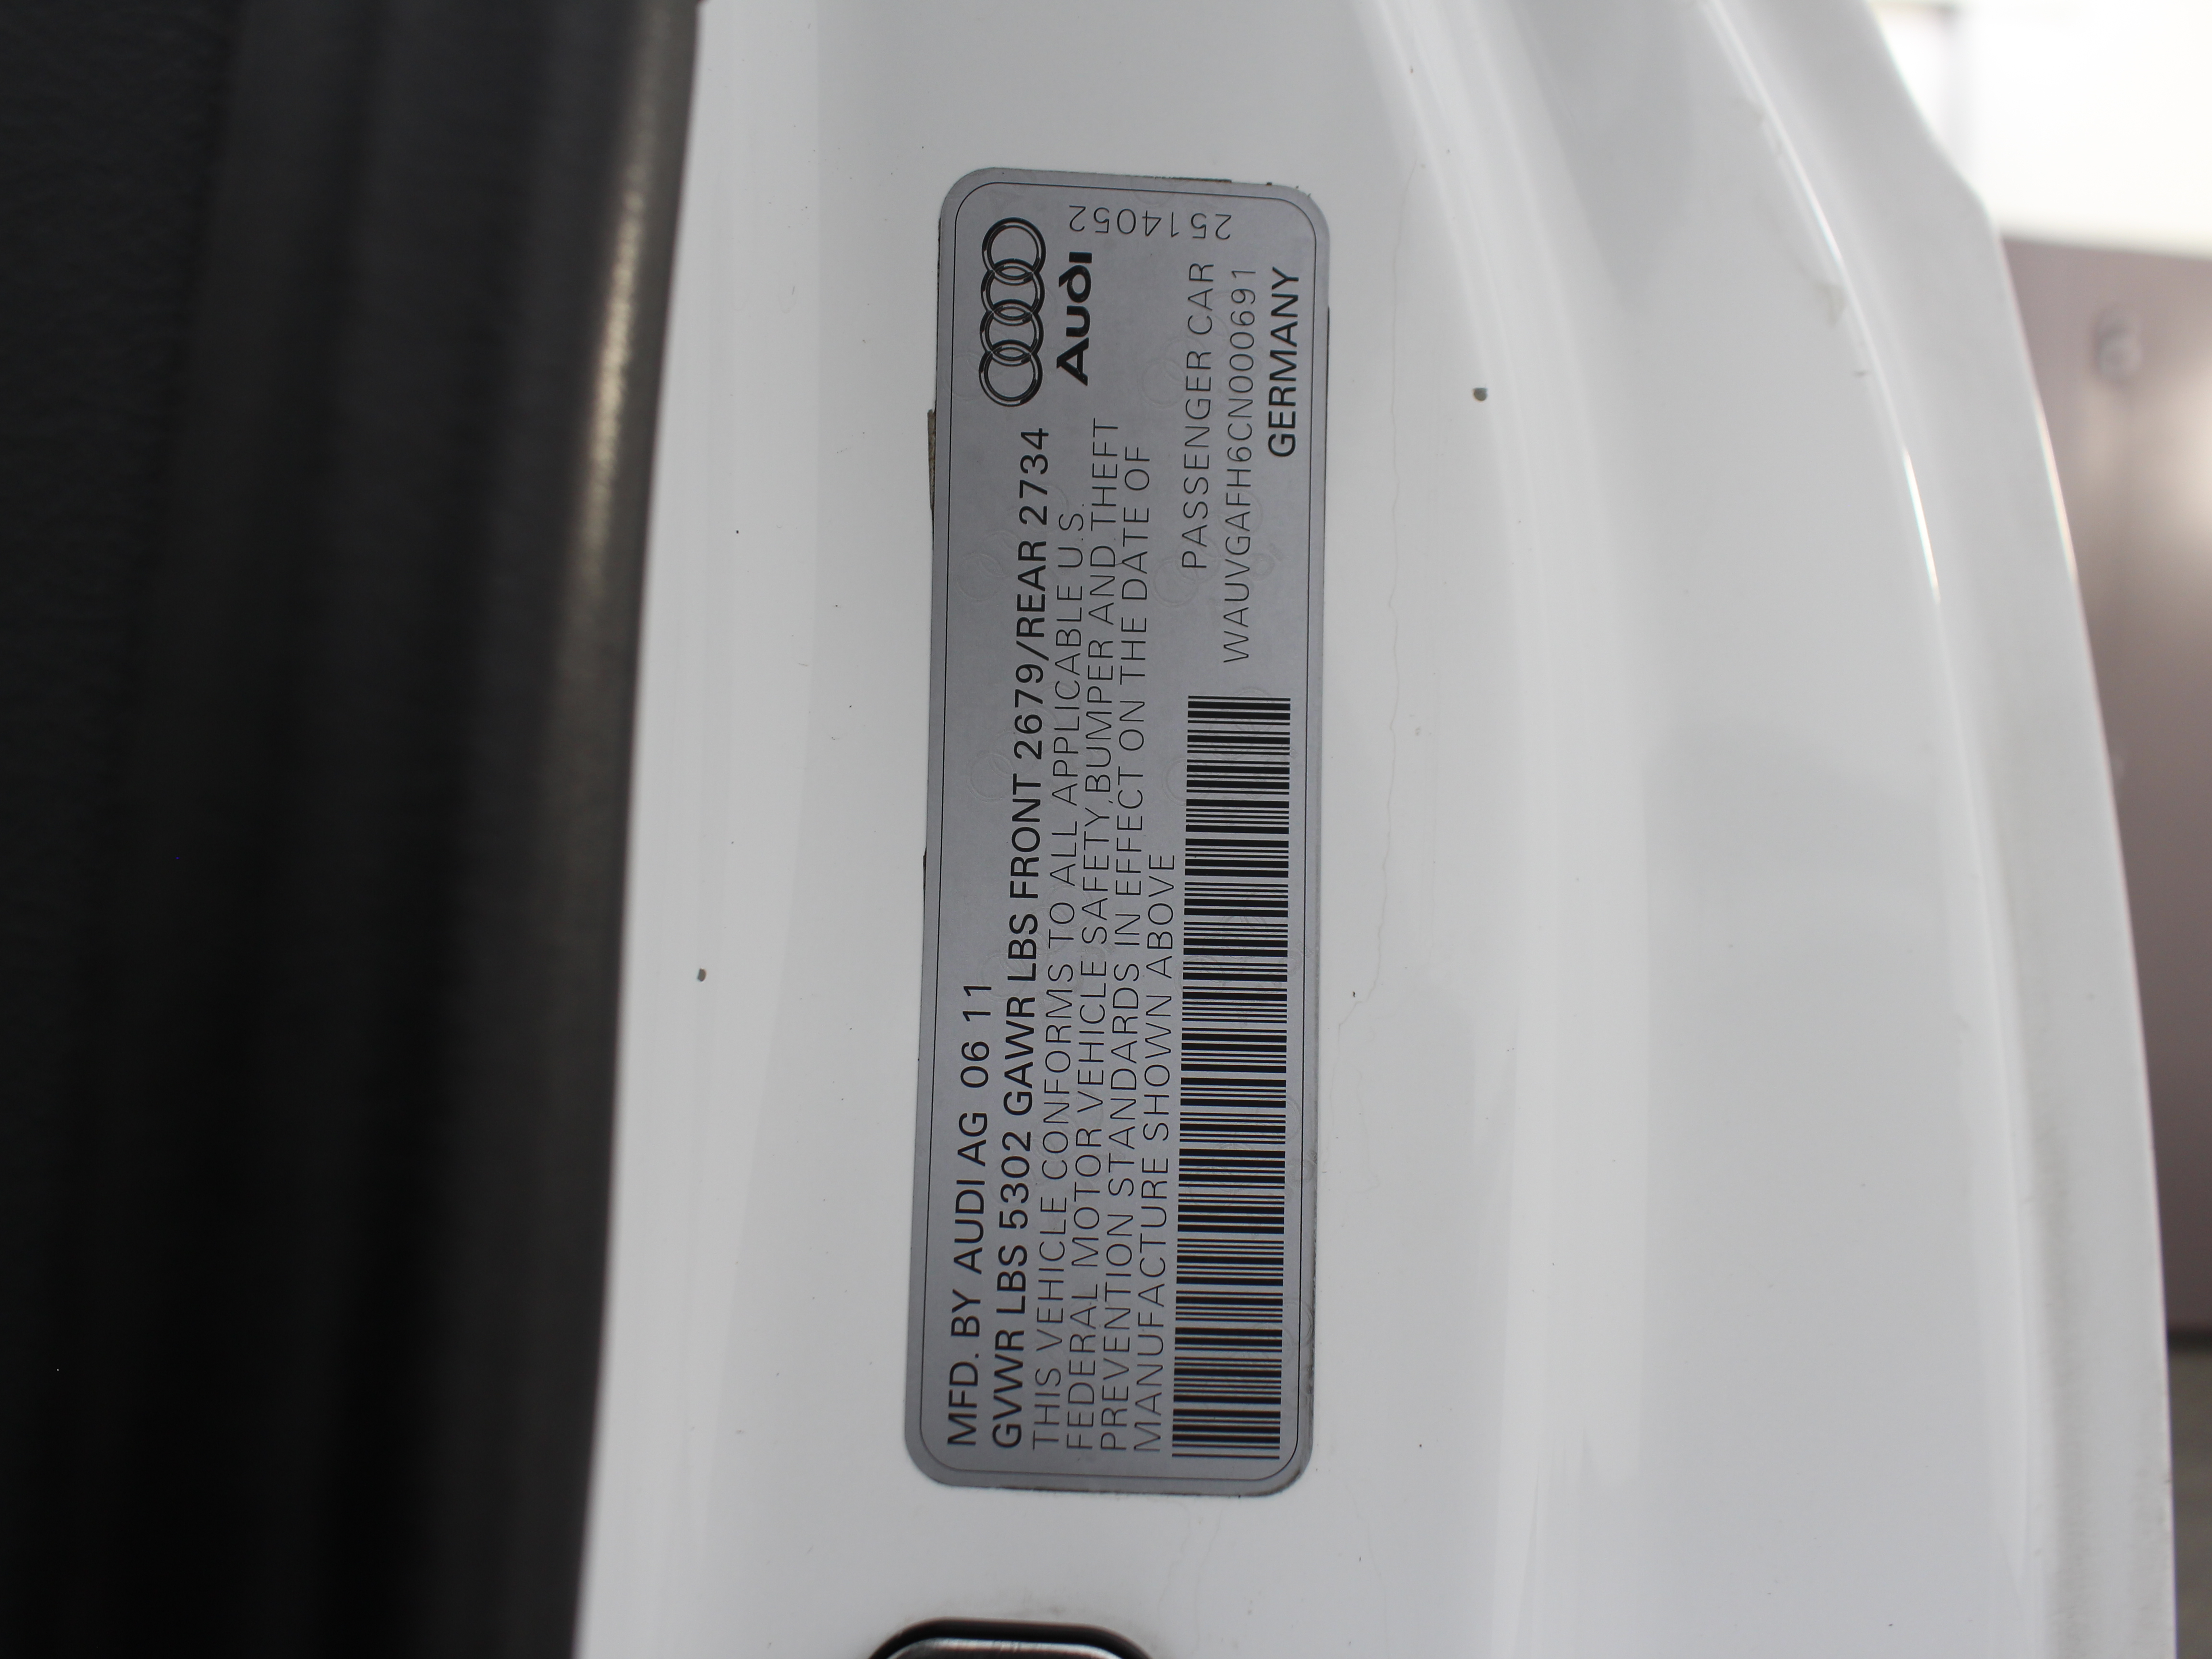 MFD. BY AUDI AG 06 11
GVWR LBS 5302 GAWR LBS FRONT 2679/REAR 2734
THIS VEHICLE CONFORMS TO ALL APPLICABLE U.S.
FEDERAL MOTOR VEHICLE SAFETY,BUMPER AND THEFT
PREVENTION STANDARDS IN EFFECT ON THE DATE OF
MANUFACTURE SHOWN ABOVE
Audi
PASSENGER CAR
WAUVGAFH6CN000691
GERMANY
2514052